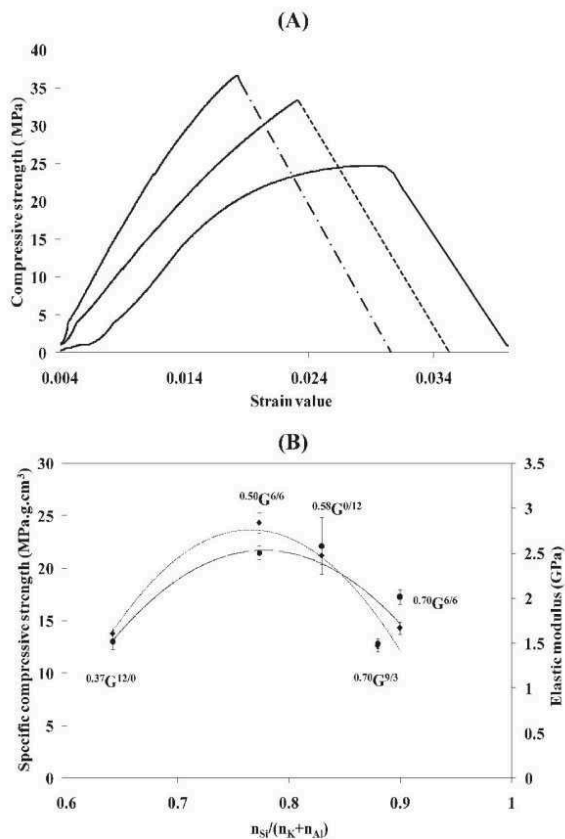 (A)
Compressive strength ( MPa)
40
35
30
25
20
15
10
5
0
0.004 0.014 0.024 0.034
Strain value
(B)
Specific compressive strength (MPa.g.cm³)
30
25
20
15
10
5
0
0.6 0.7 0.8 0.9 1
n_Si/(n_K+n_Al)
3.5
3
2.5
2
1.5
1
0.5
0
Elastic modulus (GPa)
0.50G6/6
0.58G0/12
0.70G6/6
0.37G12/0
0.70G9/3